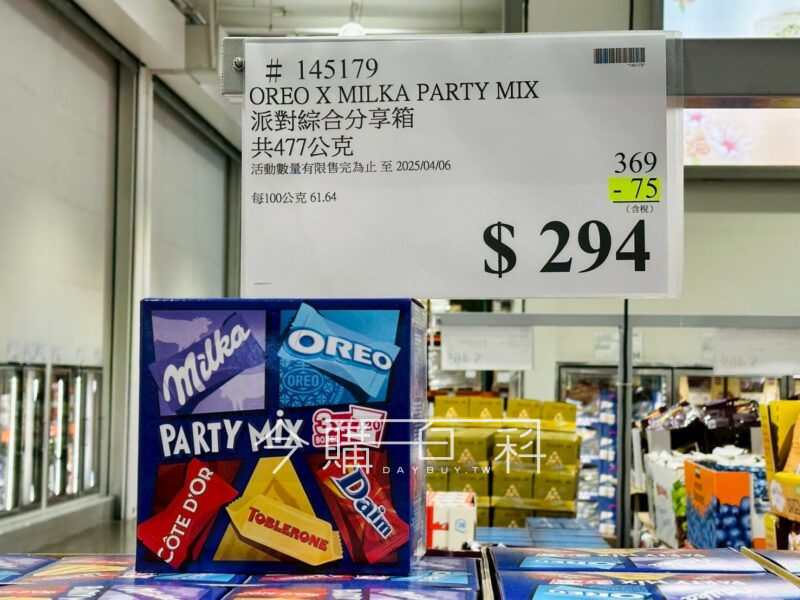 # 145179
OREO X MILKA PARTY MIX
派對綜合分享箱
共477公克
活動數量有限售完為止 至 2025/04/06
每100公克 61.64
369
- 75
(含稅)
$ 294
Milka
OREO
OREO
PARTY MIX
3
20
CÔTE D'OR
TOBLERONE
Daim
今購百科
DAYBUY.TW